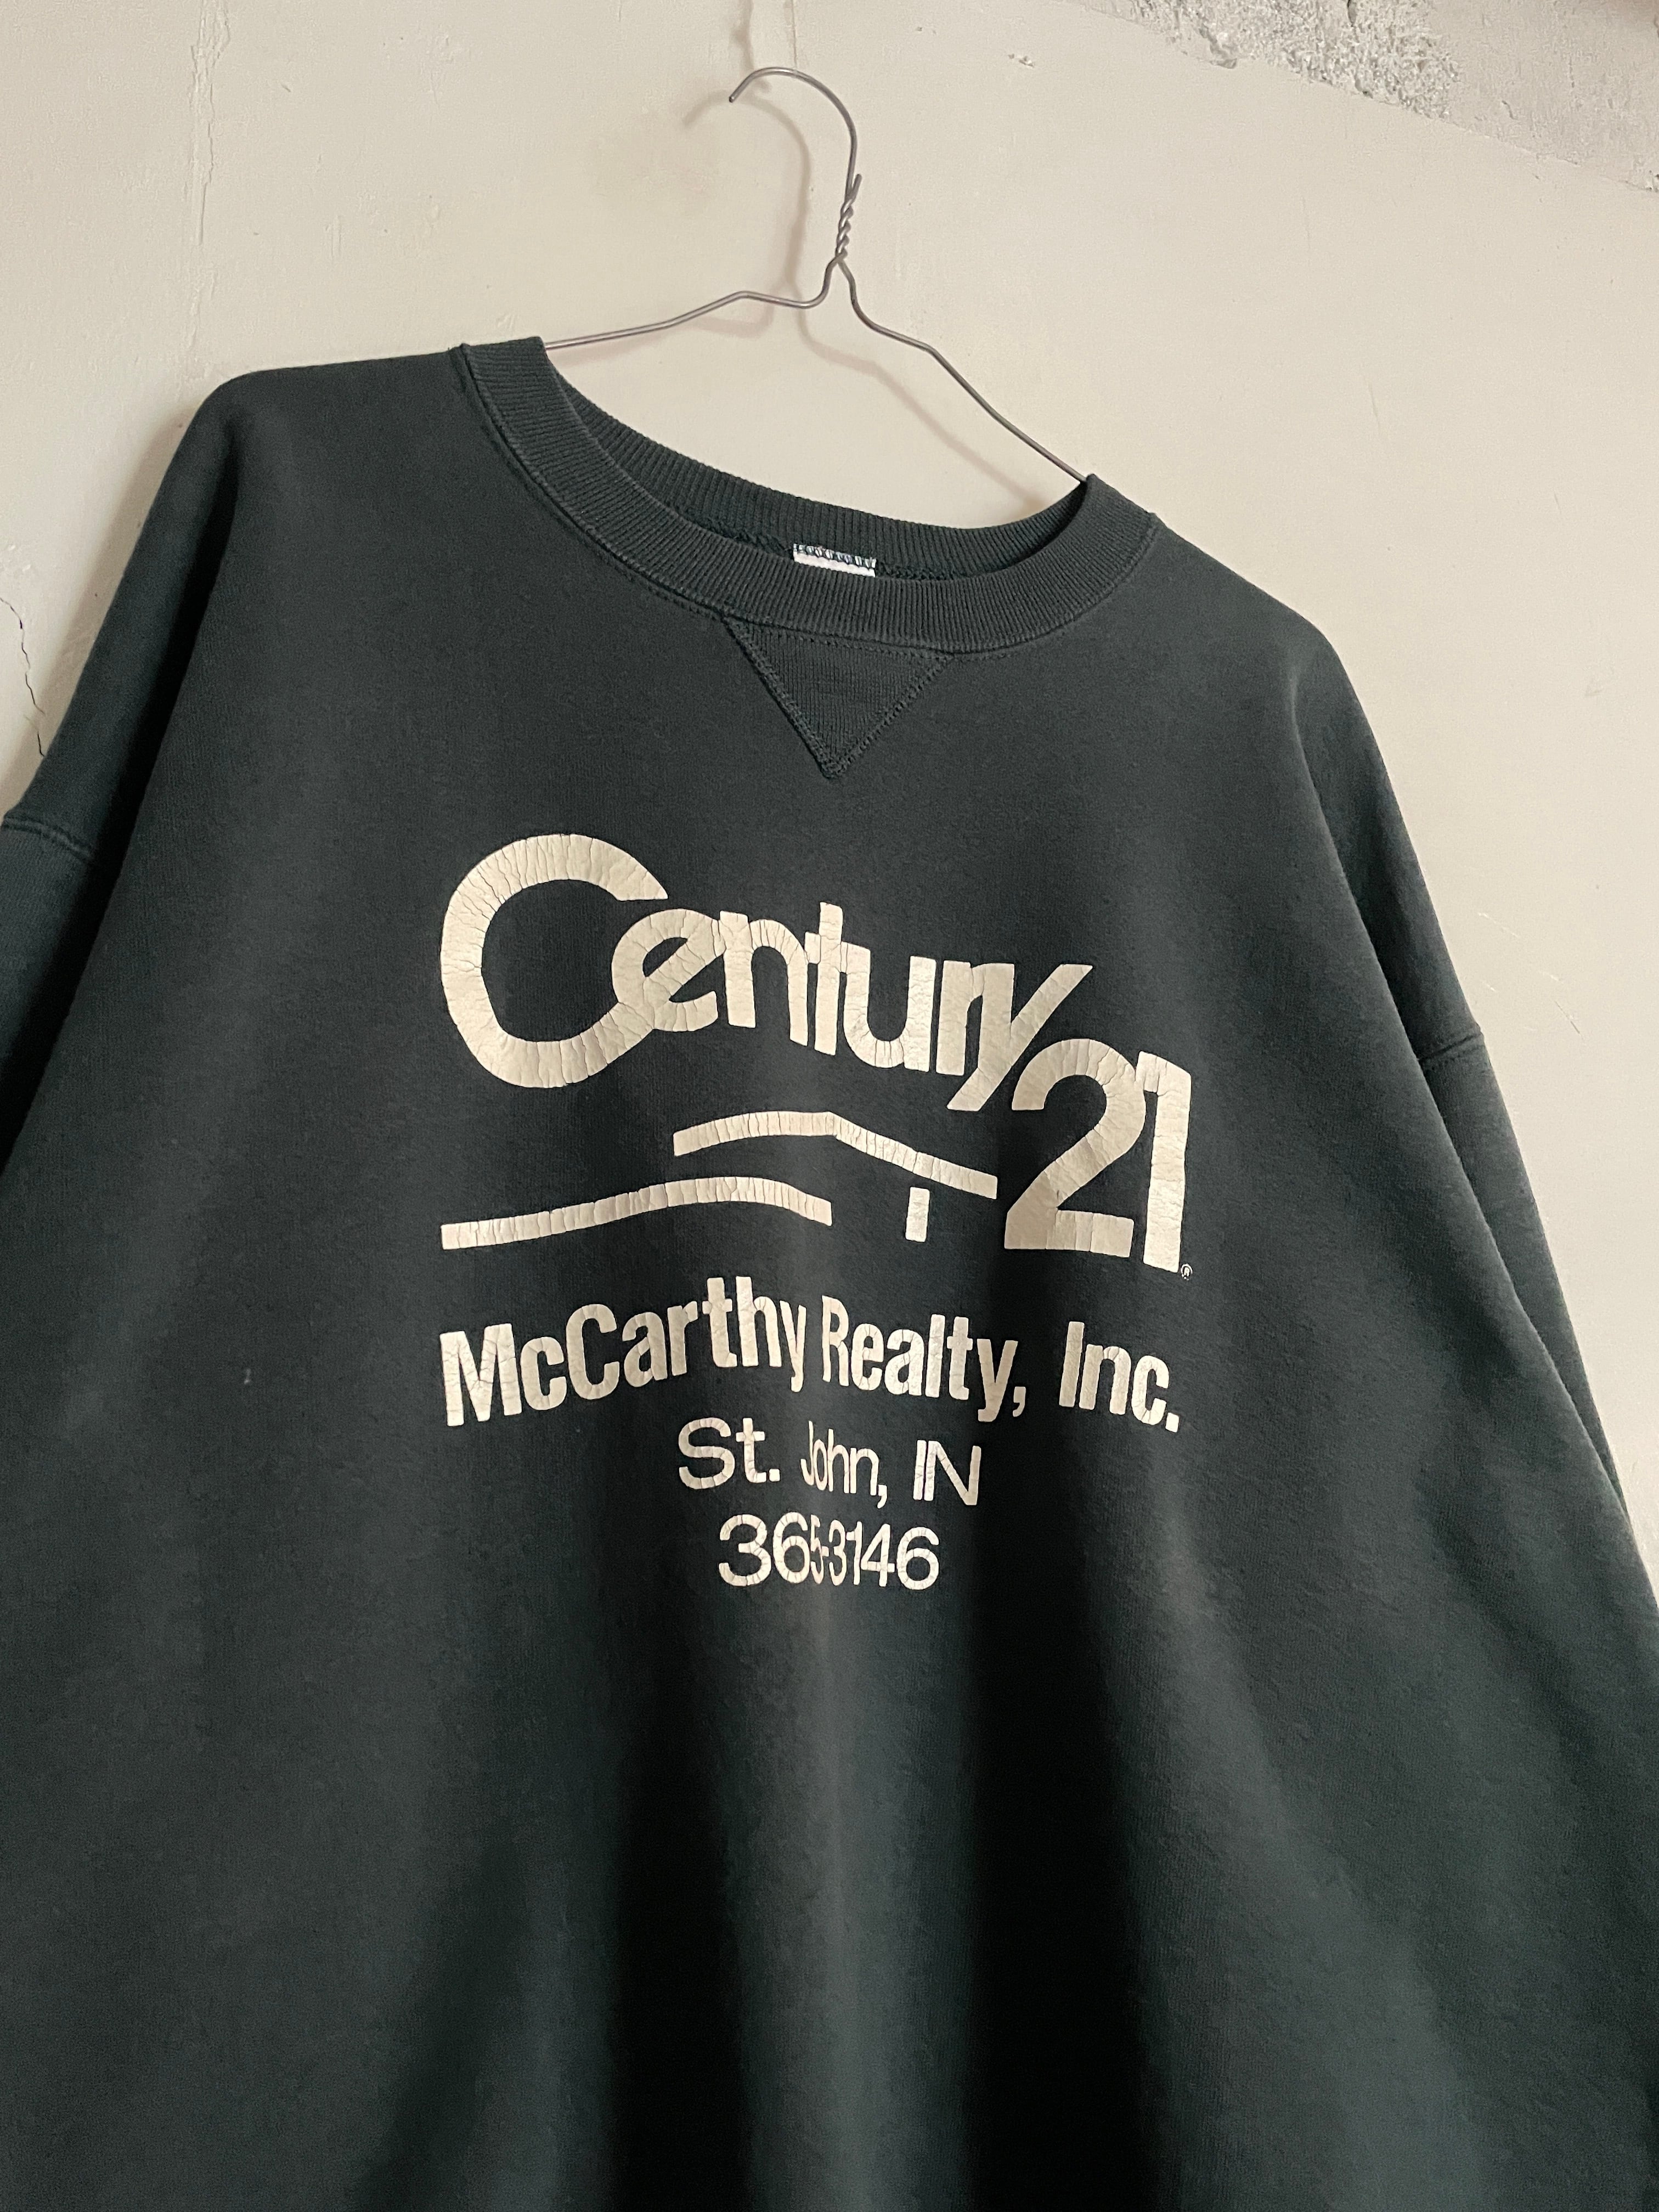 Century 21®
McCarthy Realty, Inc.
St. John, IN
365-3146